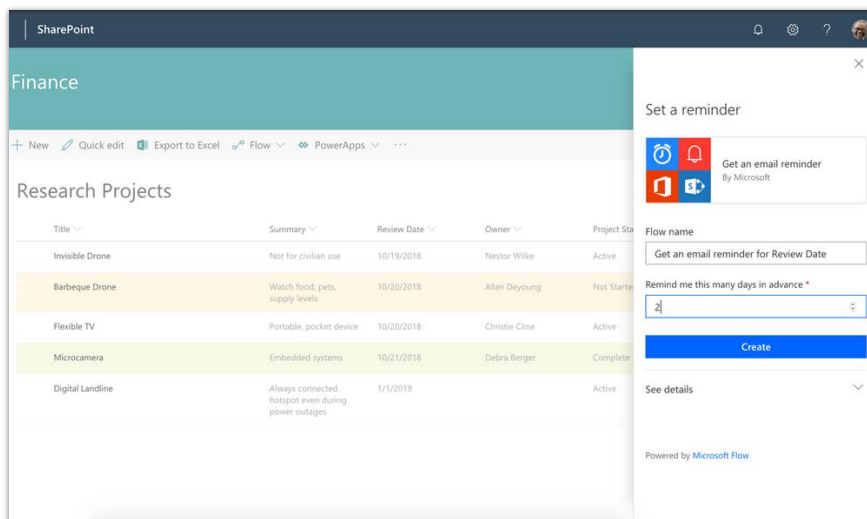 SharePoint
?
Finance
Set a reminder
Get an email reminder
By Microsoft
New Quick edit Export to Excel Flow PowerApps ...
Research Projects
Flow name
Get an email reminder for Review Date
Remind me this many days in advance *
2
Create
See details
Powered by Microsoft Flow
Title Summary Review Date Owner Project Sta
Invisible Drone Not for civilian use 10/19/2018 Nestor Wilke Active
Barbeque Drone Watch food, pets, 10/20/2018 Allan Deyoung Not Starte
supply levels
Flexible TV Portable, pocket device 10/20/2018 Christie Cline Active
Microcamera Embedded systems 10/21/2018 Debra Berger Complete
Digital Landline Always connected 1/1/2019 Active
hotspot even during
power outages